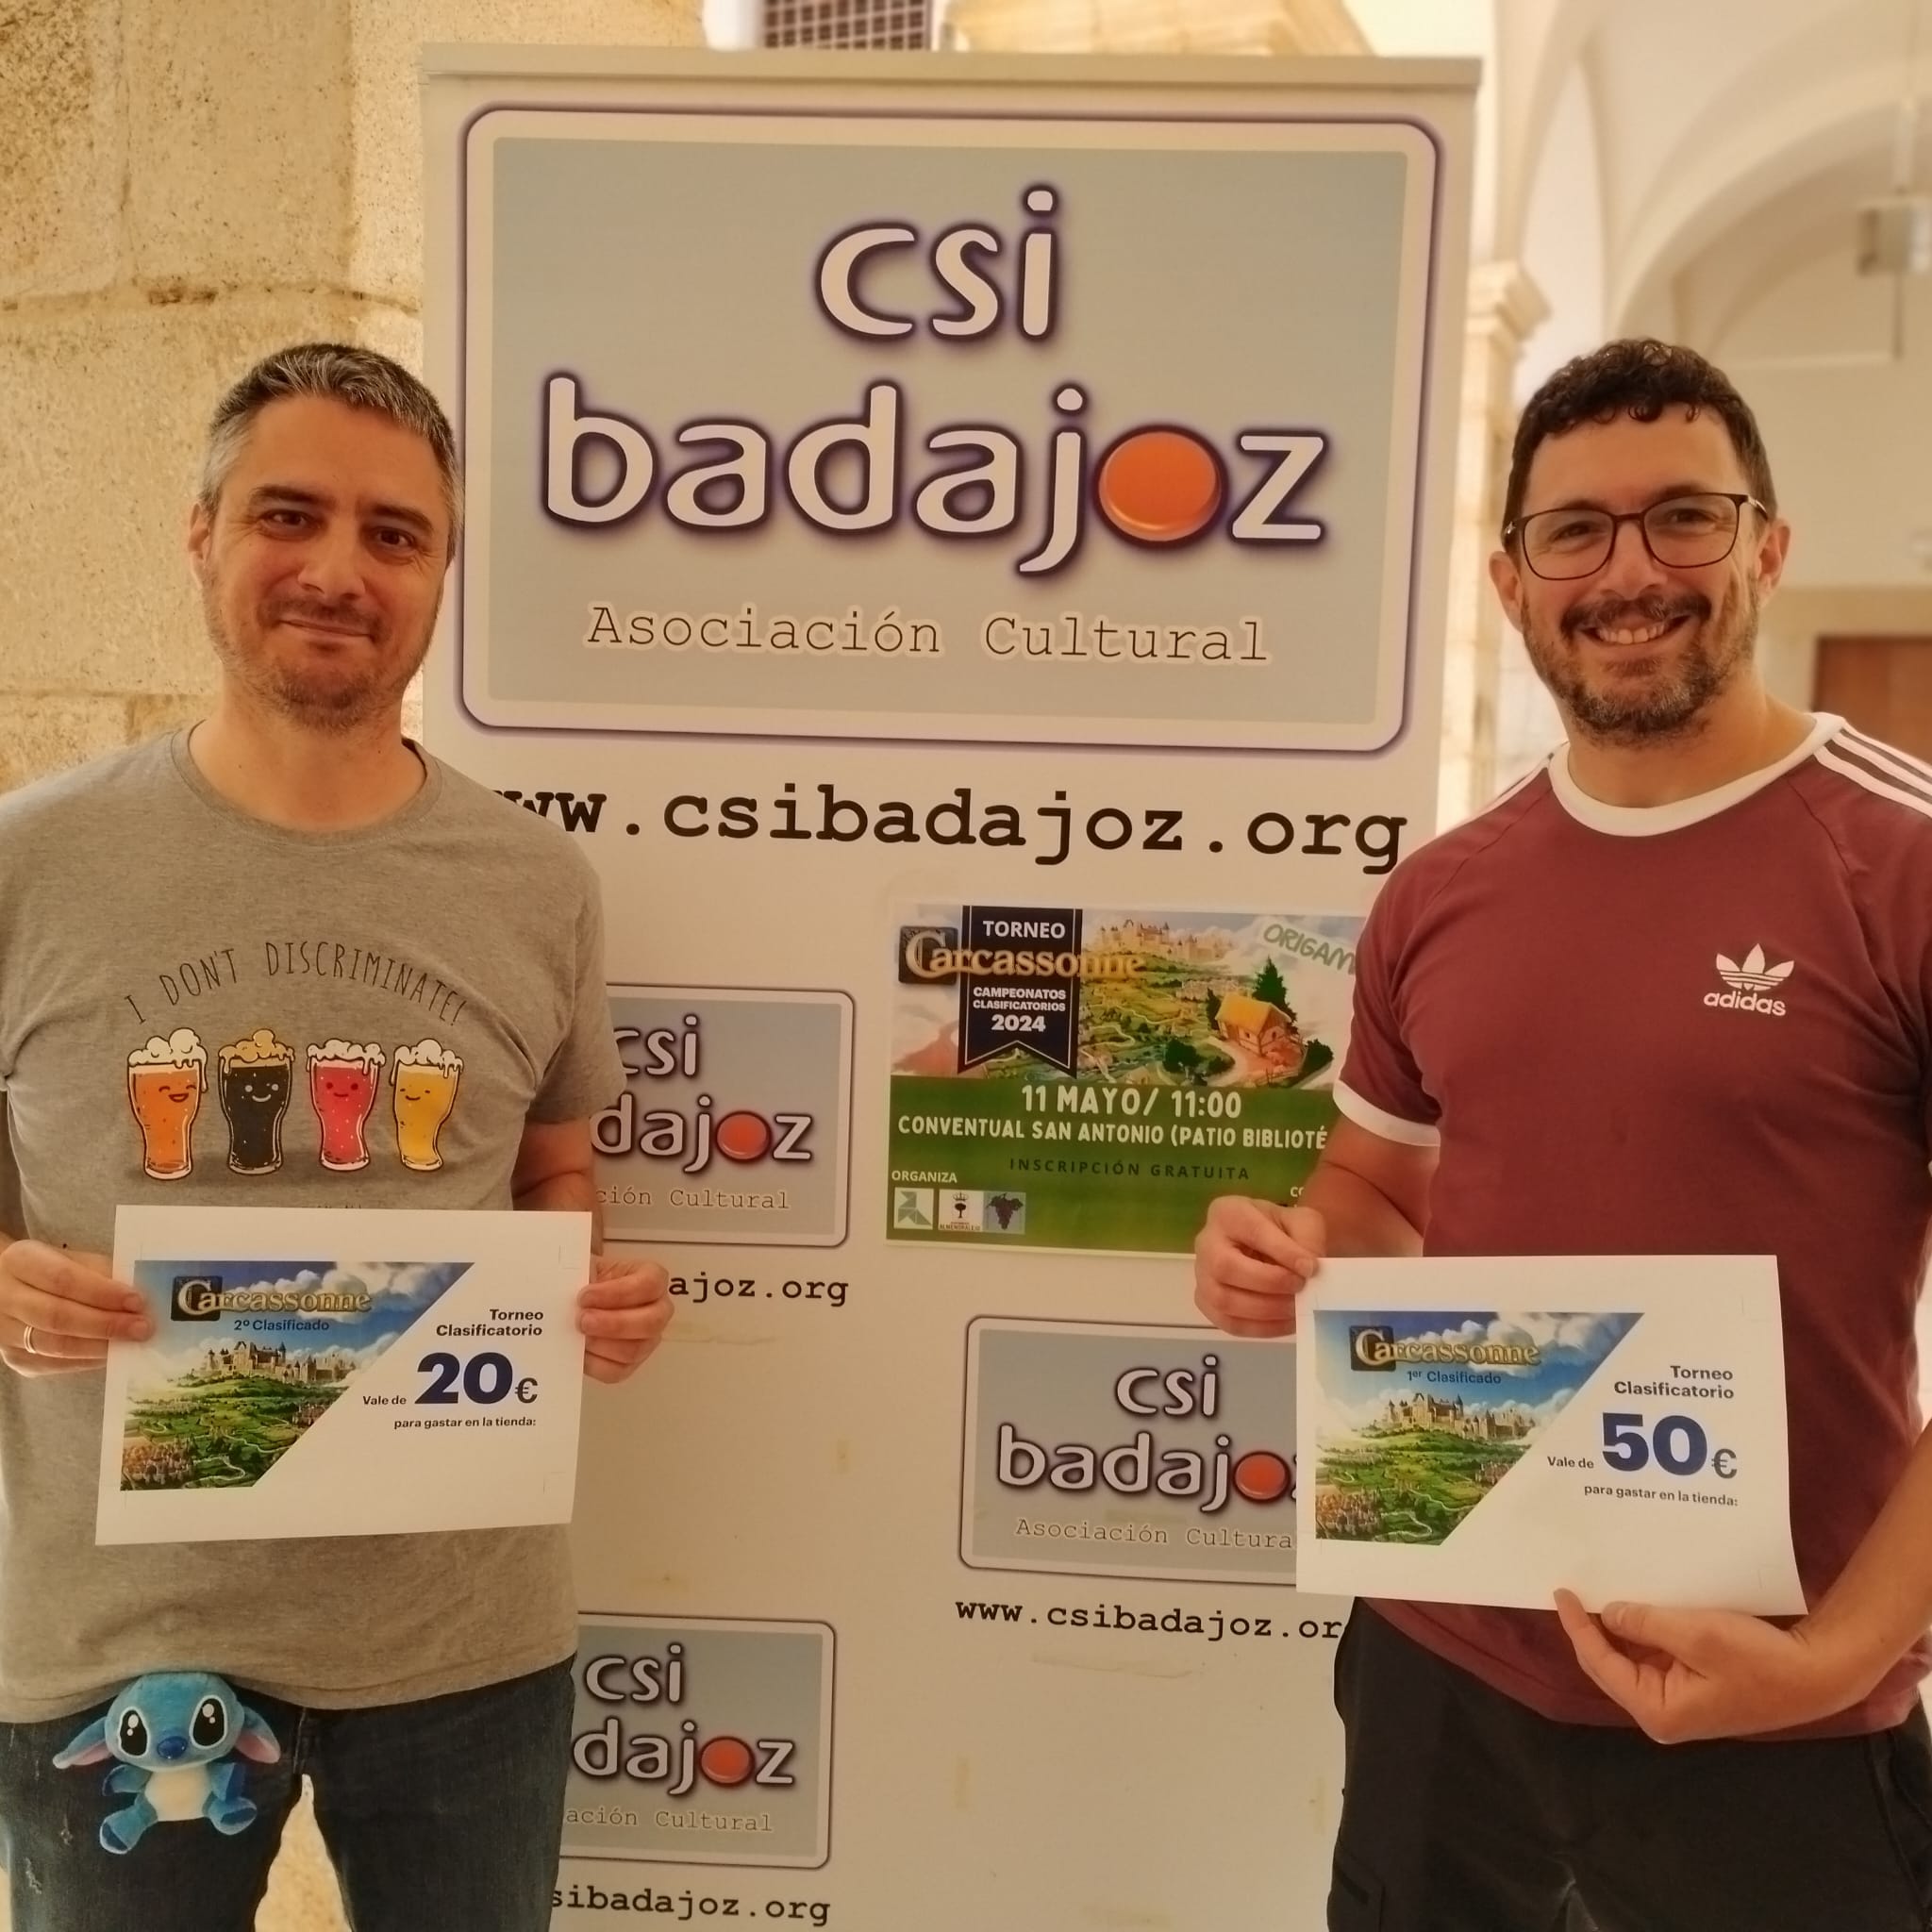 csi
badajoz
Asociación Cultural
www.csibadajoz.org
TORNEO
Carcassonne
CAMPEONATOS
CLASIFICATORIOS
2024
11 MAYO/ 11:00
CONVENTUAL SAN ANTONIO (PATIO BIBLIOTÉ
INSCRIPCIÓN GRATUITA
ORGANIZA
ORIGAM
csi
dajoz
ción Cultural
ajoz.org
csi
badajoz
Asociación Cultura
www.csibadajoz.or
csi
dajoz
ación Cultural
sibadajoz.org
I DON'T DISCRIMINATE!
Carcassonne
2º Clasificado
Torneo
Clasificatorio
Vale de 20€
para gastar en la tienda:
adidas
Carcassonne
1er Clasificado
Torneo
Clasificatorio
Vale de 50€
para gastar en la tienda: